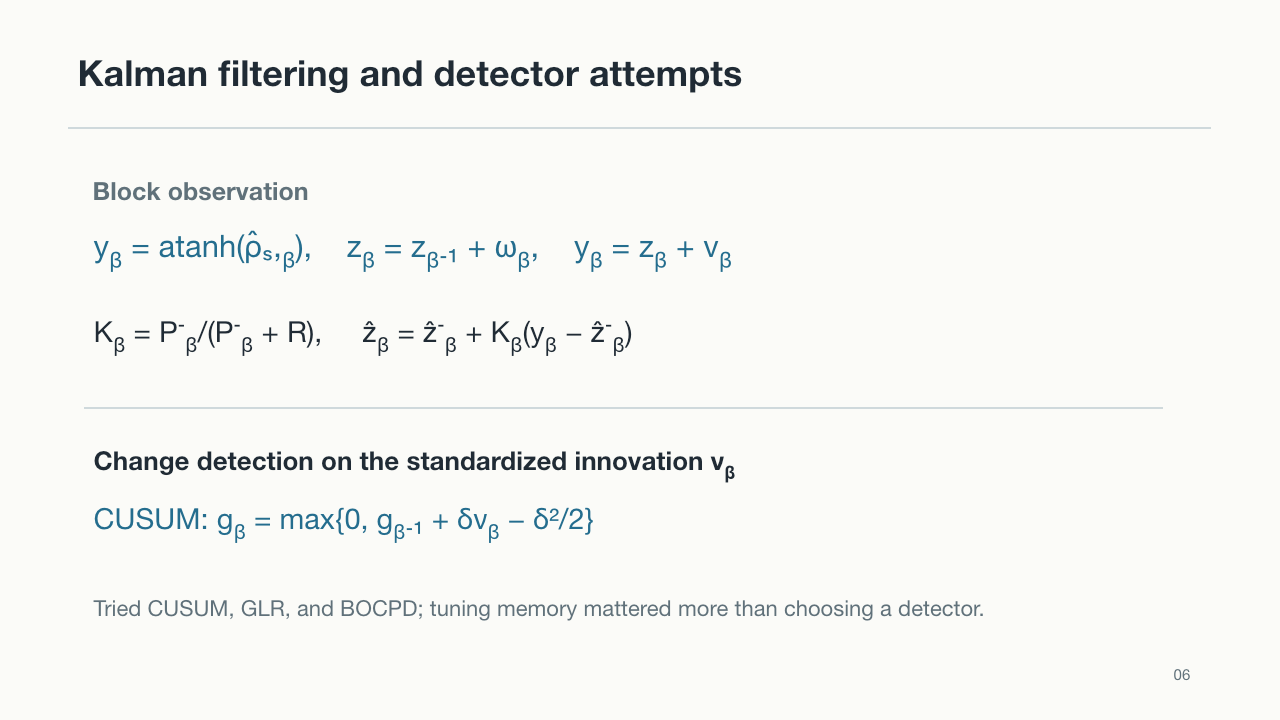 Kalman filtering and detector attempts
Block observation
yᵦ = atanh(ρ̂ₛ,ᵦ), zᵦ = zᵦ₋₁ + ωᵦ, yᵦ = zᵦ + vᵦ
Kᵦ = P⁻ᵦ/(P⁻ᵦ + R), ẑᵦ = ẑ⁻ᵦ + Kᵦ(yᵦ − ẑ⁻ᵦ)
Change detection on the standardized innovation vᵦ
CUSUM: gᵦ = max{0, gᵦ₋₁ + δvᵦ − δ²/2}
Tried CUSUM, GLR, and BOCPD; tuning memory mattered more than choosing a detector.
06